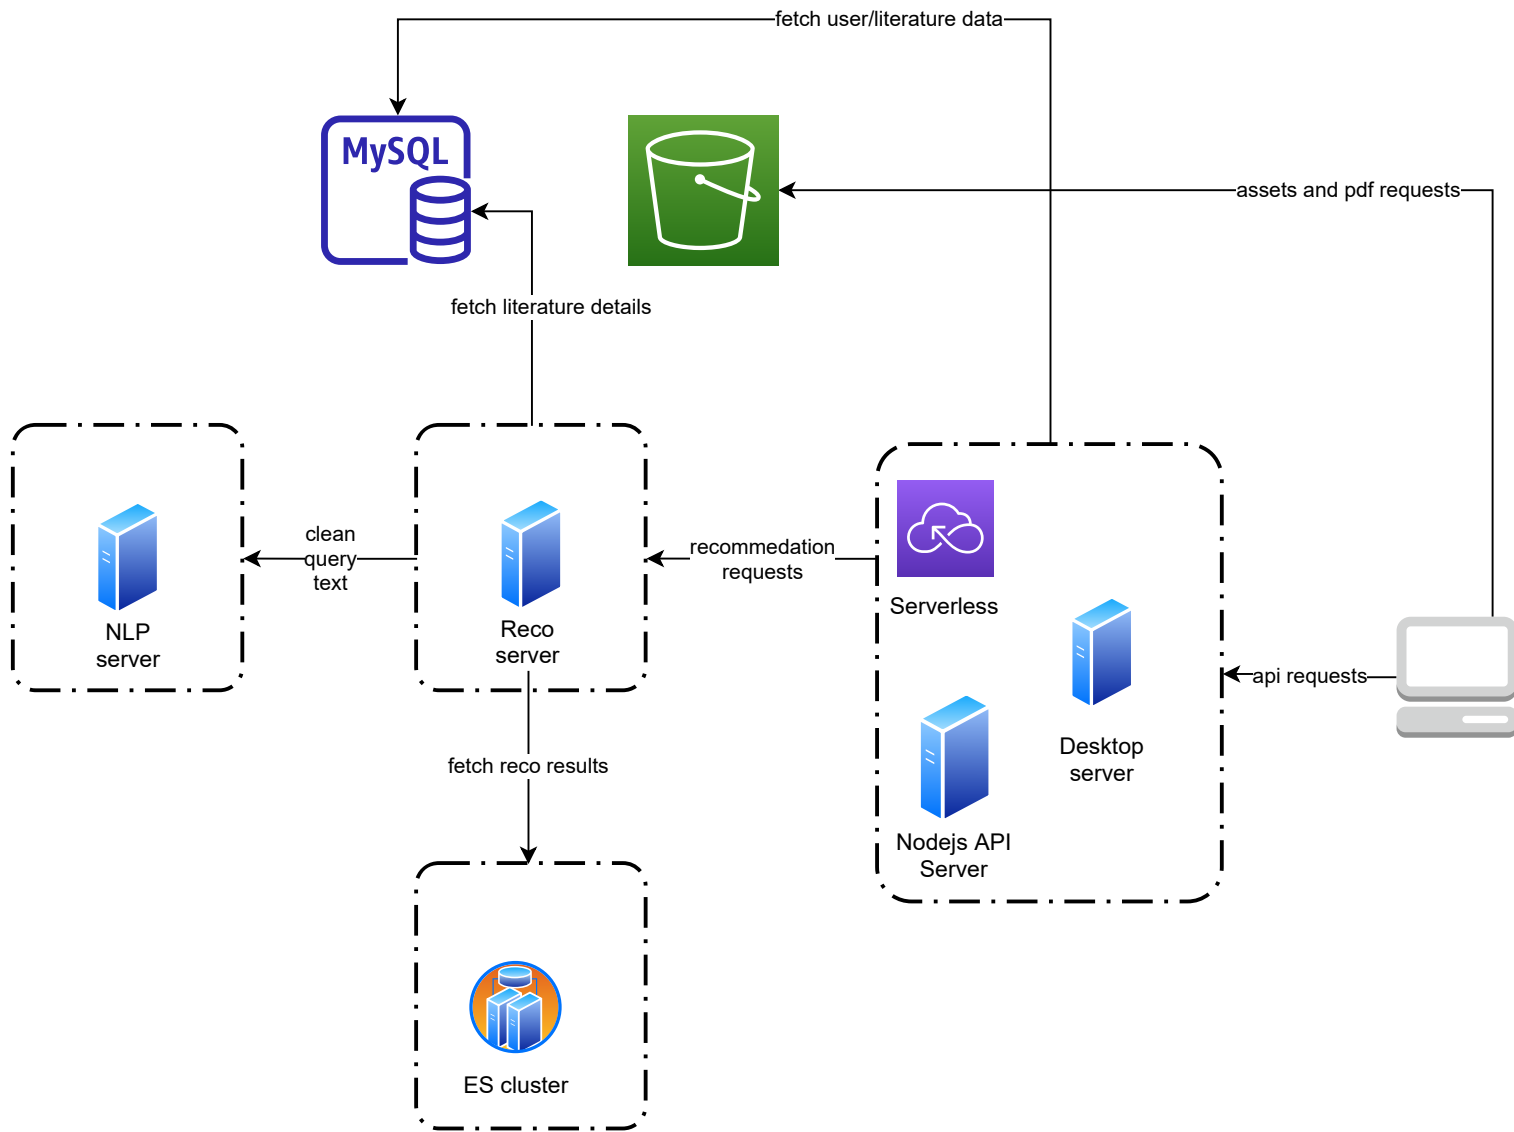 fetch user/literature data
MySQL
assets and pdf requests
fetch literature details
clean
query
text
recommedation
requests
Serverless
NLP
server
Reco
server
api requests
Desktop
server
fetch reco results
Nodejs API
Server
ES cluster